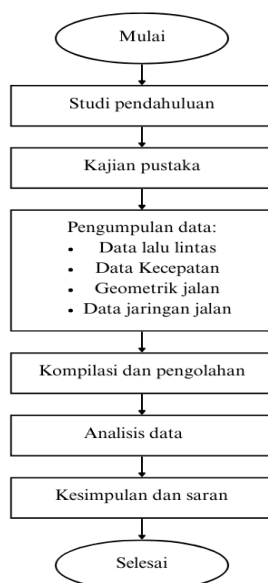 Mulai
Studi pendahuluan
Kajian pustaka
Pengumpulan data:
• Data lalu lintas
• Data Kecepatan
• Geometrik jalan
• Data jaringan jalan
Kompilasi dan pengolahan
Analisis data
Kesimpulan dan saran
Selesai